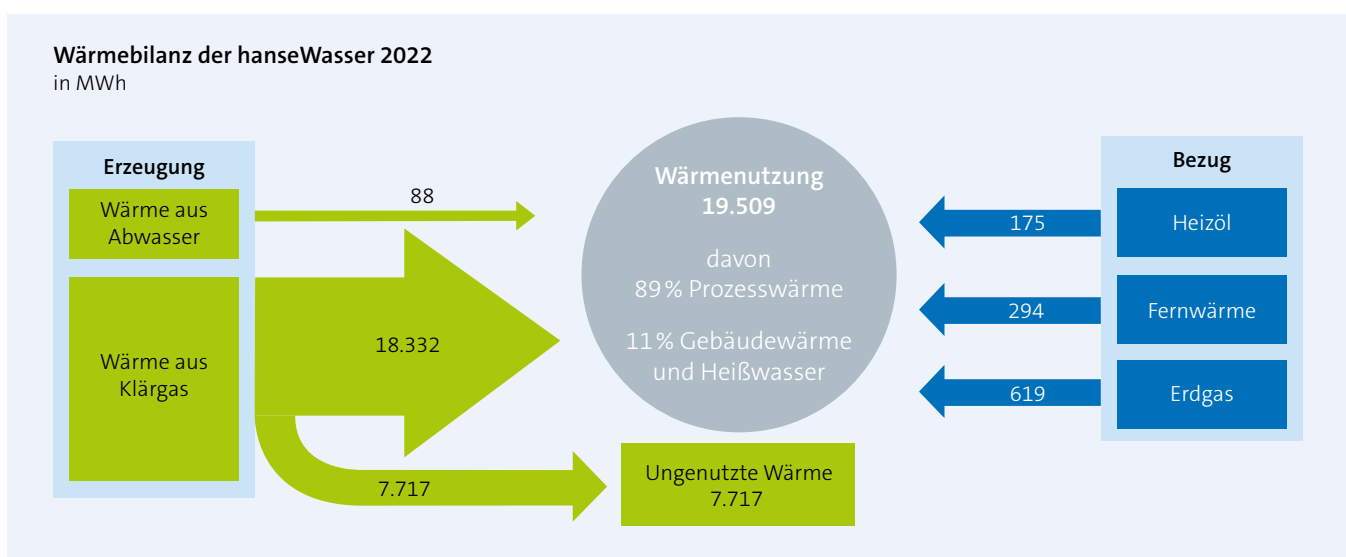 Wärmebilanz der hanseWasser 2022
in MWh
Erzeugung
Wärme aus
Abwasser
88
Wärme aus
Klärgas
18.332
7.717
Wärmenutzung
19.509
davon
89 % Prozesswärme
11 % Gebäudewärme
und Heißwasser
Ungenutzte Wärme
7.717
Bezug
175
Heizöl
294
Fernwärme
619
Erdgas